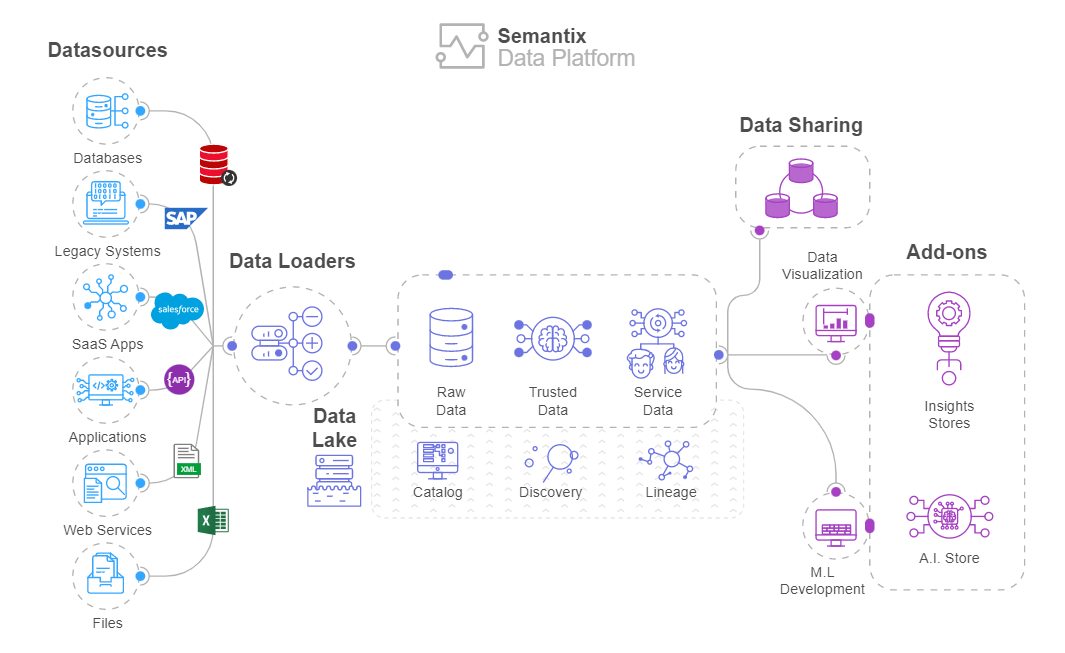 Semantix
Data Platform
Datasources
Databases
SAP
Legacy Systems
salesforce
SaaS Apps
{API}
Applications
XML
Web Services
X
Files
Data Loaders
Raw
Data
Trusted
Data
Service
Data
Data
Lake
Catalog
Discovery
Lineage
Data Sharing
Data
Visualization
M.L
Development
Add-ons
Insights
Stores
A.I. Store